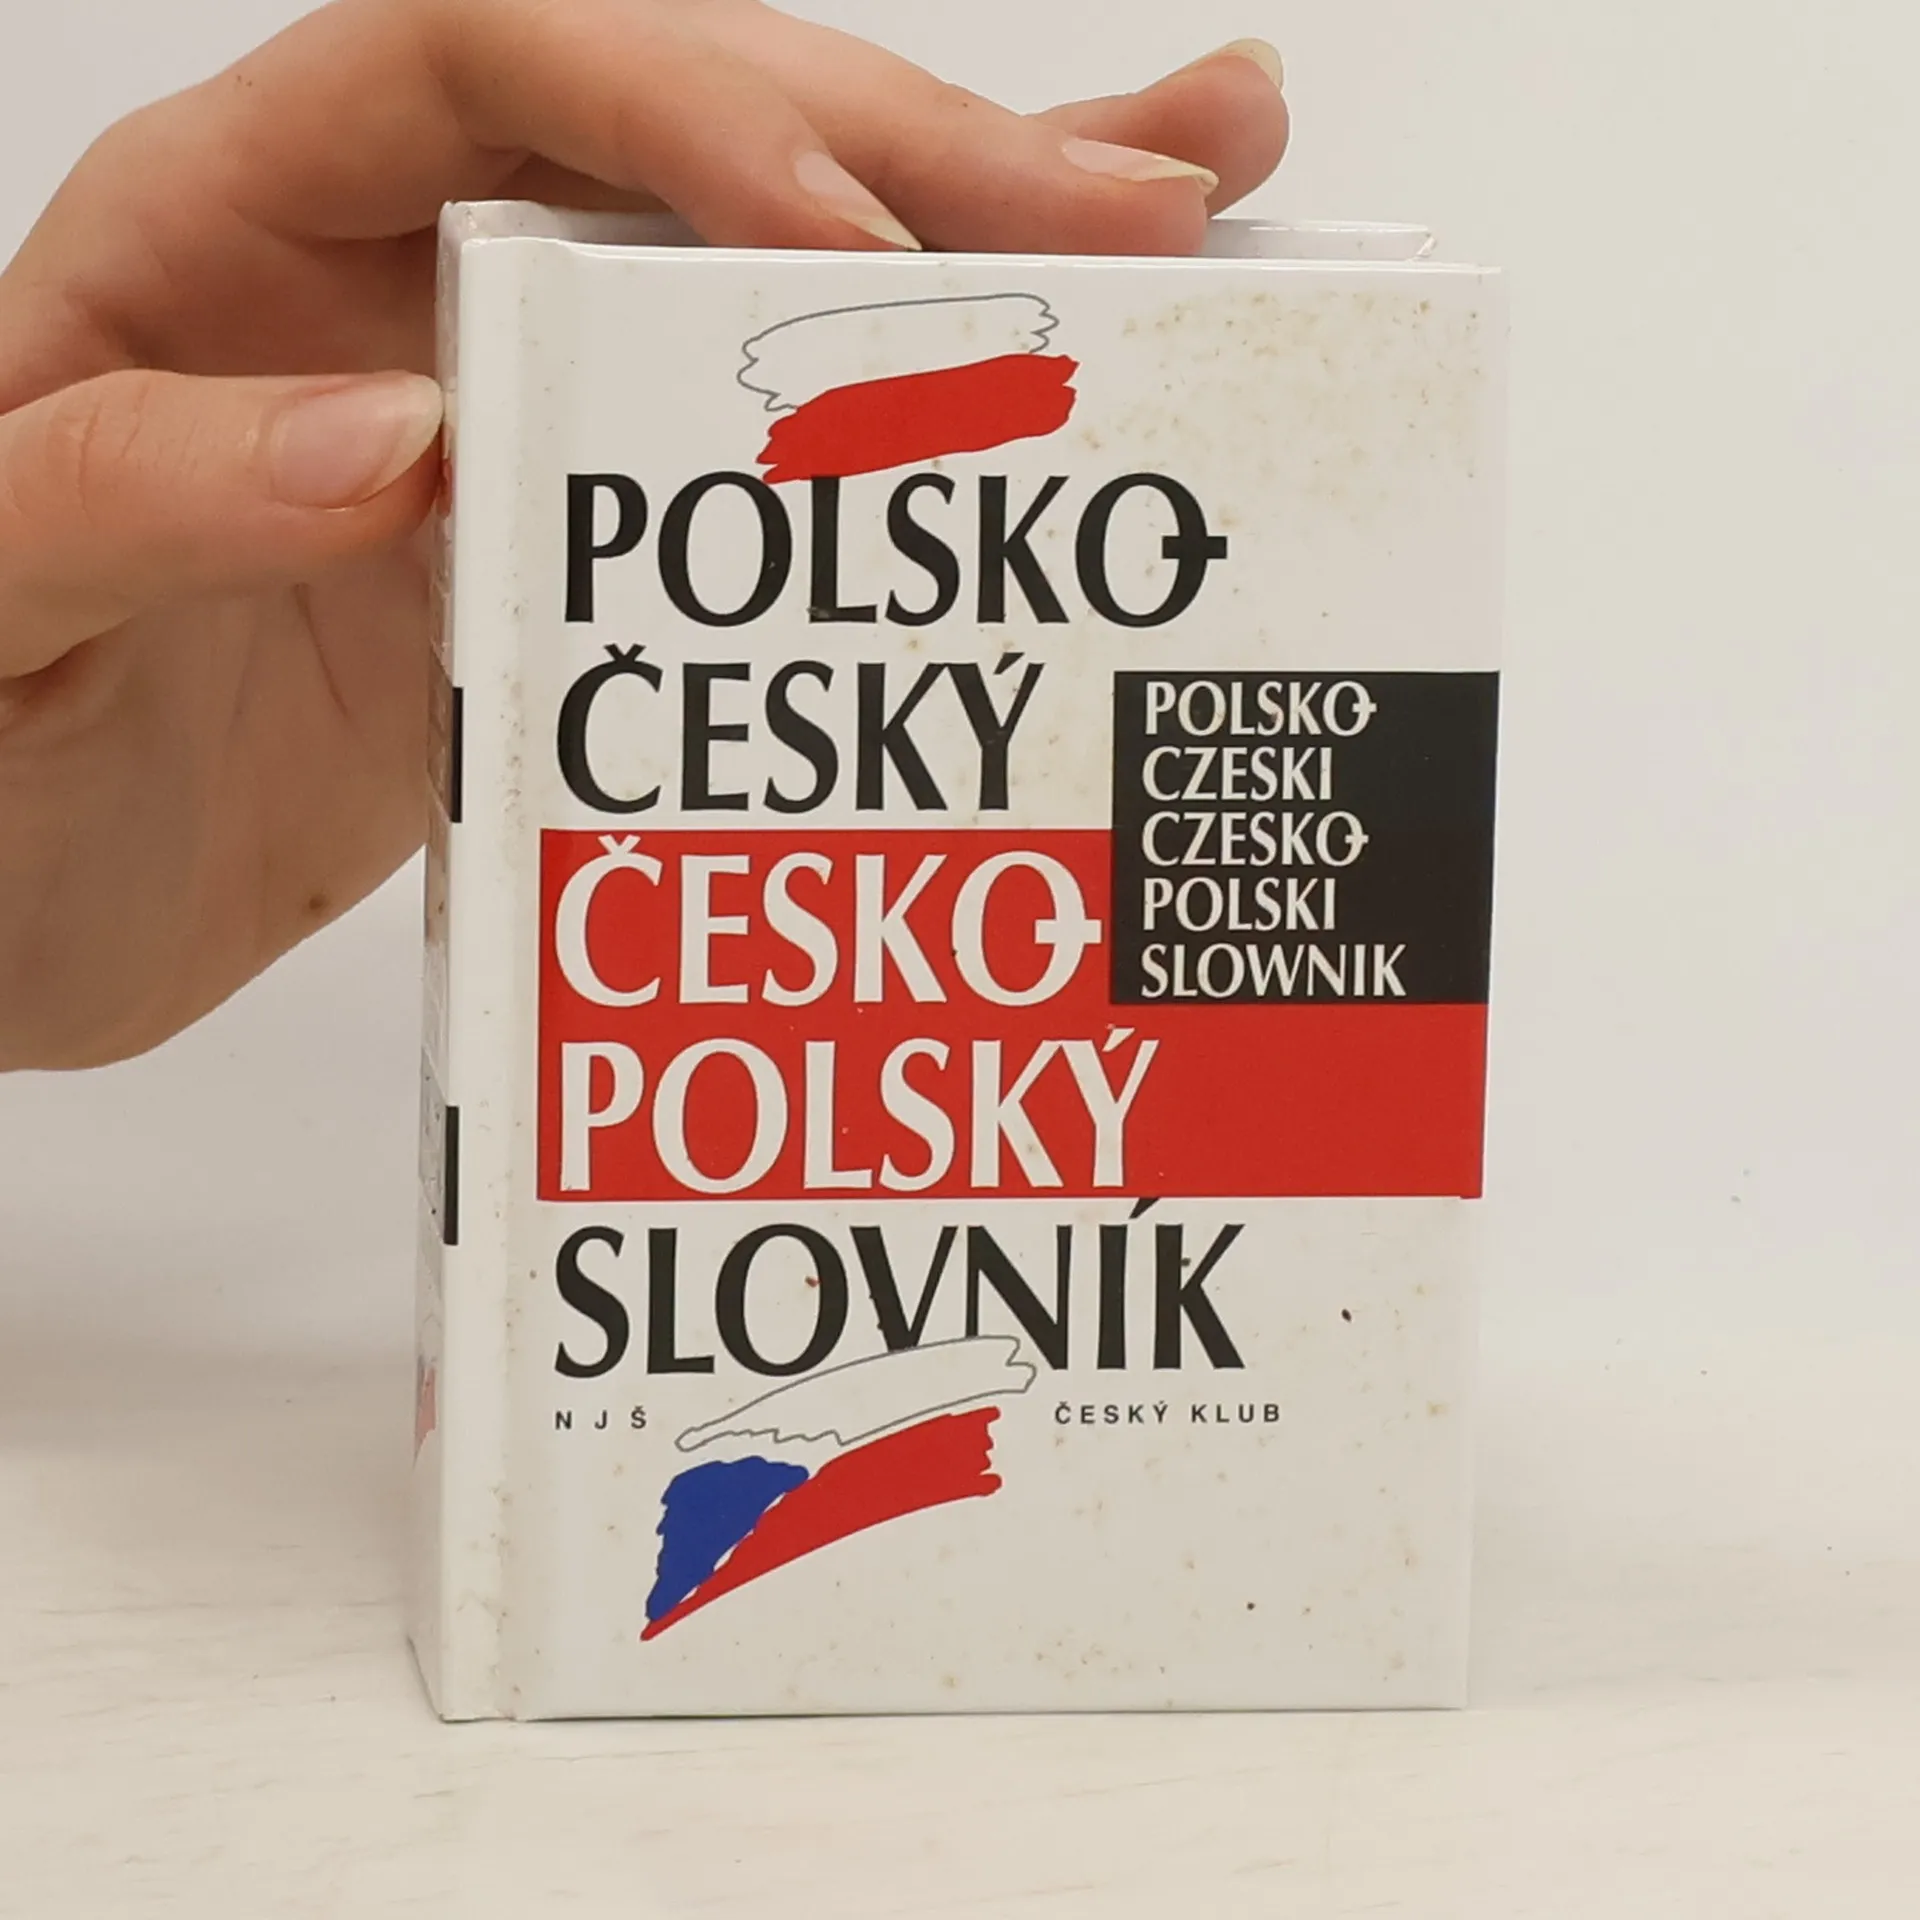 POLSKO-
ČESKÝ
ČESKO-
POLSKÝ
SLOVNÍK
POLSKO-
CZESKI
CZESKO-
POLSKI
SLOWNIK
N J Š
ČESKÝ KLUB